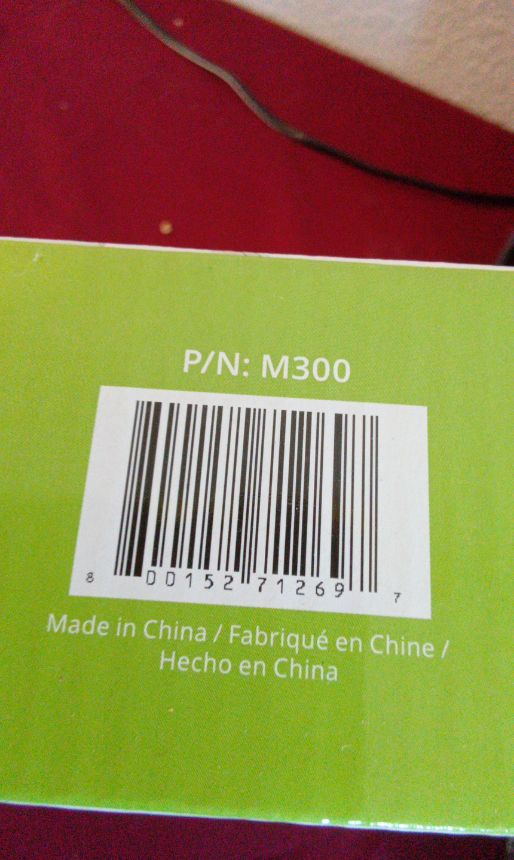 P/N: M300
8 00152 71269 7
Made in China / Fabriqué en Chine /
Hecho en China